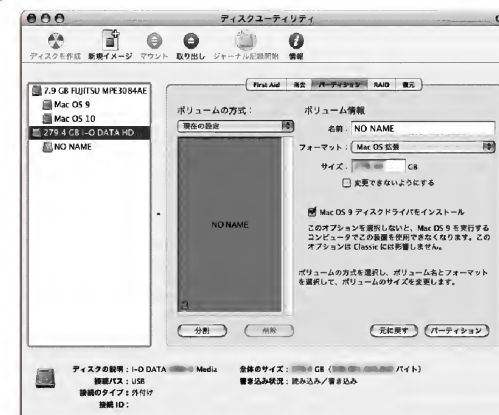 ディスクユーティリティ
ディスクを作成 新規イメージ マウント 取り出し ジャーナル記録開始 情報
7.9 GB FUJITSU MPE3084AE
Mac OS 9
Mac OS 10
279.4 GB I-O DATA HD
NO NAME
First Aid 消去 パーティション RAID 復元
ボリュームの方式：
現在の設定
NO NAME
分割 削除
ボリューム情報
名前： NO NAME
フォーマット： Mac OS 拡張
サイズ： GB
変更できないようにする
Mac OS 9 ディスクドライバをインストール
このオプションを選択しないと、Mac OS 9 を実行する
コンピュータでこの装置を使用できなくなります。この
オプションは Classic には影響しません。
ボリュームの方式を選択し、ボリューム名とフォーマット
を選択して、ボリュームのサイズを変更します。
元に戻す パーティション
ディスクの説明：I-O DATA Media
接続バス：USB
接続のタイプ：外付け
接続 ID：
全体のサイズ： GB （ バイト）
書き込み状況：読み込み／書き込み